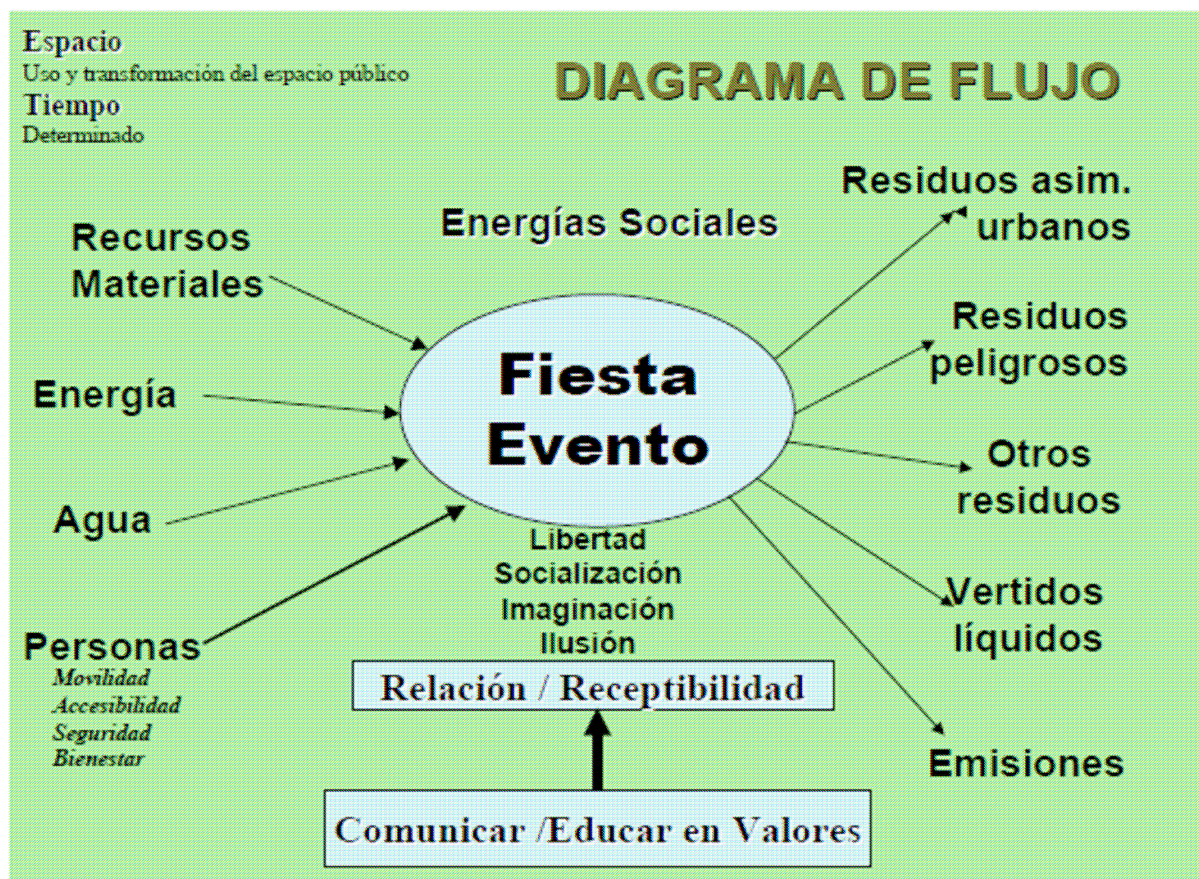 Espacio
Uso y transformación del espacio público
Tiempo
Determinado
DIAGRAMA DE FLUJO
Recursos
Materiales
Energía
Agua
Personas
Movilidad
Accesibilidad
Seguridad
Bienestar
Energías Sociales
Fiesta
Evento
Libertad
Socialización
Imaginación
Ilusión
Relación / Receptibilidad
Comunicar /Educar en Valores
Residuos asim.
urbanos
Residuos
peligrosos
Otros
residuos
Vertidos
líquidos
Emisiones